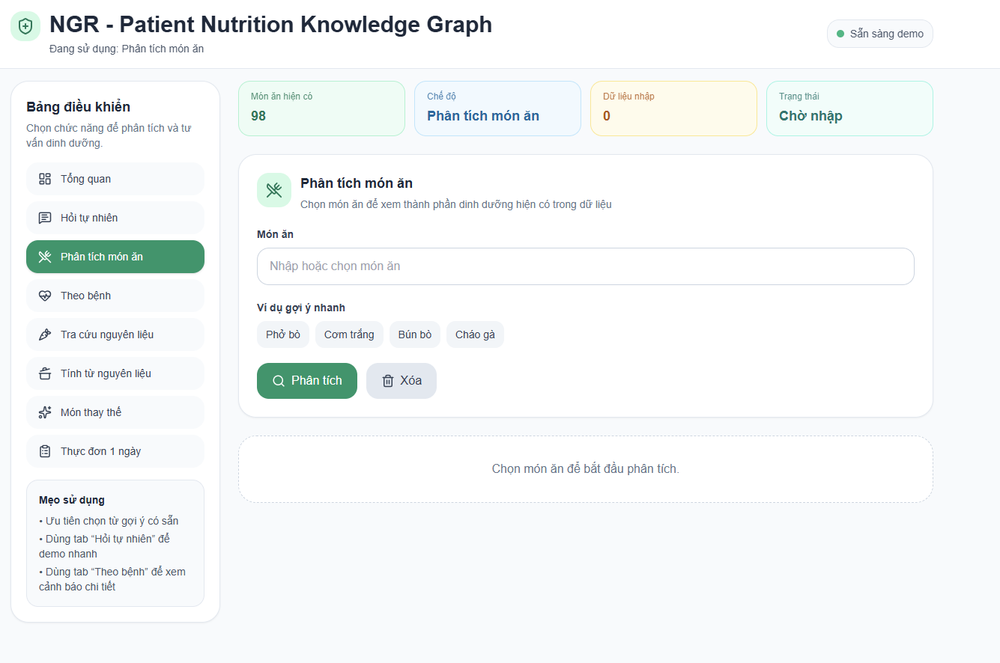 NGR - Patient Nutrition Knowledge Graph
Đang sử dụng: Phân tích món ăn
Sẵn sàng demo
Bảng điều khiển
Chọn chức năng để phân tích và tư
vấn dinh dưỡng.
Tổng quan
Hỏi tự nhiên
Phân tích món ăn
Theo bệnh
Tra cứu nguyên liệu
Tính từ nguyên liệu
Món thay thế
Thực đơn 1 ngày
Mẹo sử dụng
• Ưu tiên chọn từ gợi ý có sẵn
• Dùng tab “Hỏi tự nhiên” để
demo nhanh
• Dùng tab “Theo bệnh” để xem
cảnh báo chi tiết
Món ăn hiện có
98
Chế độ
Phân tích món ăn
Dữ liệu nhập
0
Trạng thái
Chờ nhập
Phân tích món ăn
Chọn món ăn để xem thành phần dinh dưỡng hiện có trong dữ liệu
Món ăn
Nhập hoặc chọn món ăn
Ví dụ gợi ý nhanh
Phở bò
Cơm trắng
Bún bò
Cháo gà
Phân tích
Xóa
Chọn món ăn để bắt đầu phân tích.